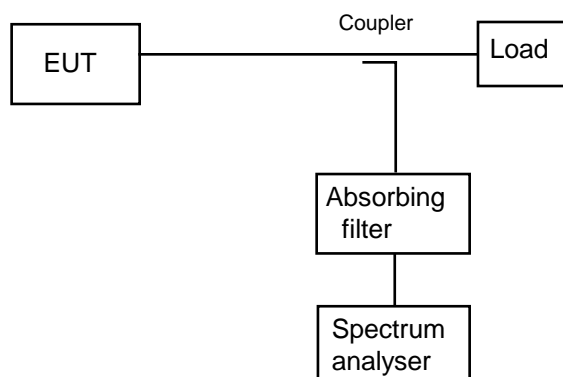 Coupler
EUT
Load
Absorbing
filter
Spectrum
analyser